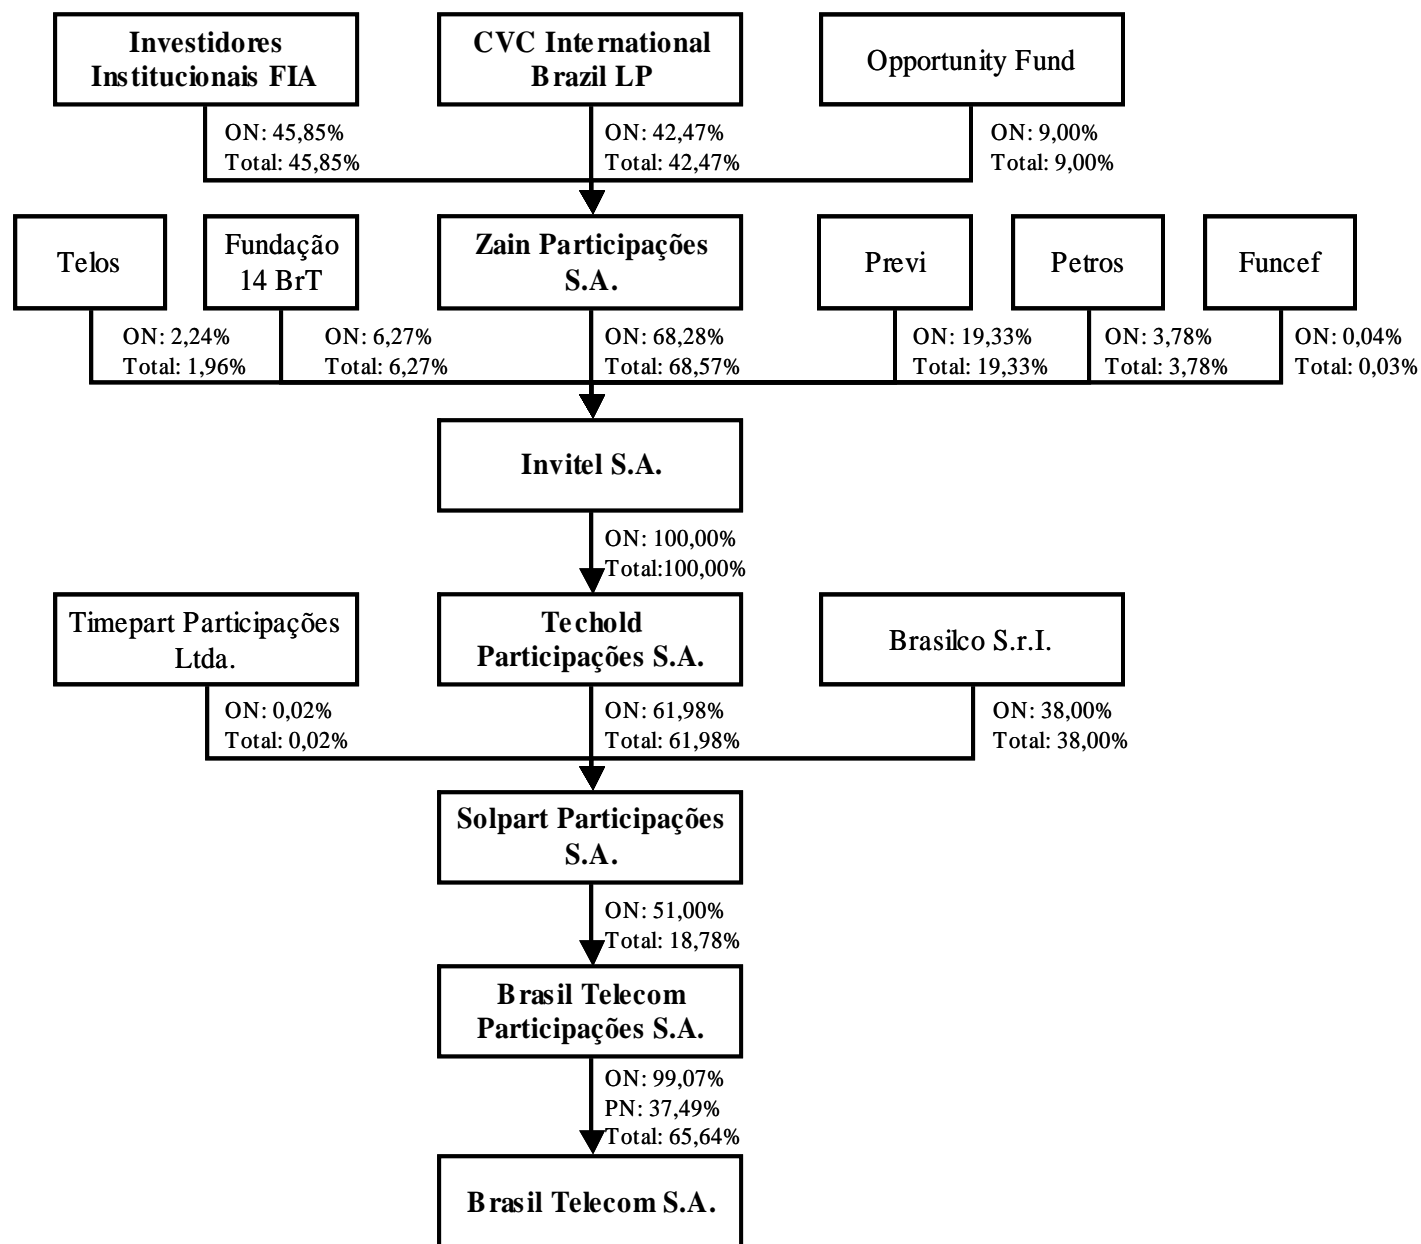 Investidores
Institucionais FIA
CVC International
Brazil LP
Opportunity Fund
ON: 45,85%
Total: 45,85%
ON: 42,47%
Total: 42,47%
ON: 9,00%
Total: 9,00%
Telos
Fundação
14 BrT
Zain Participações
S.A.
Previ
Petros
Funcef
ON: 2,24%
Total: 1,96%
ON: 6,27%
Total: 6,27%
ON: 68,28%
Total: 68,57%
ON: 19,33%
Total: 19,33%
ON: 3,78%
Total: 3,78%
ON: 0,04%
Total: 0,03%
Invitel S.A.
ON: 100,00%
Total:100,00%
Timepart Participações
Ltda.
Techold
Participações S.A.
Brasilco S.r.I.
ON: 0,02%
Total: 0,02%
ON: 61,98%
Total: 61,98%
ON: 38,00%
Total: 38,00%
Solpart Participações
S.A.
ON: 51,00%
Total: 18,78%
Brasil Telecom
Participações S.A.
ON: 99,07%
PN: 37,49%
Total: 65,64%
Brasil Telecom S.A.